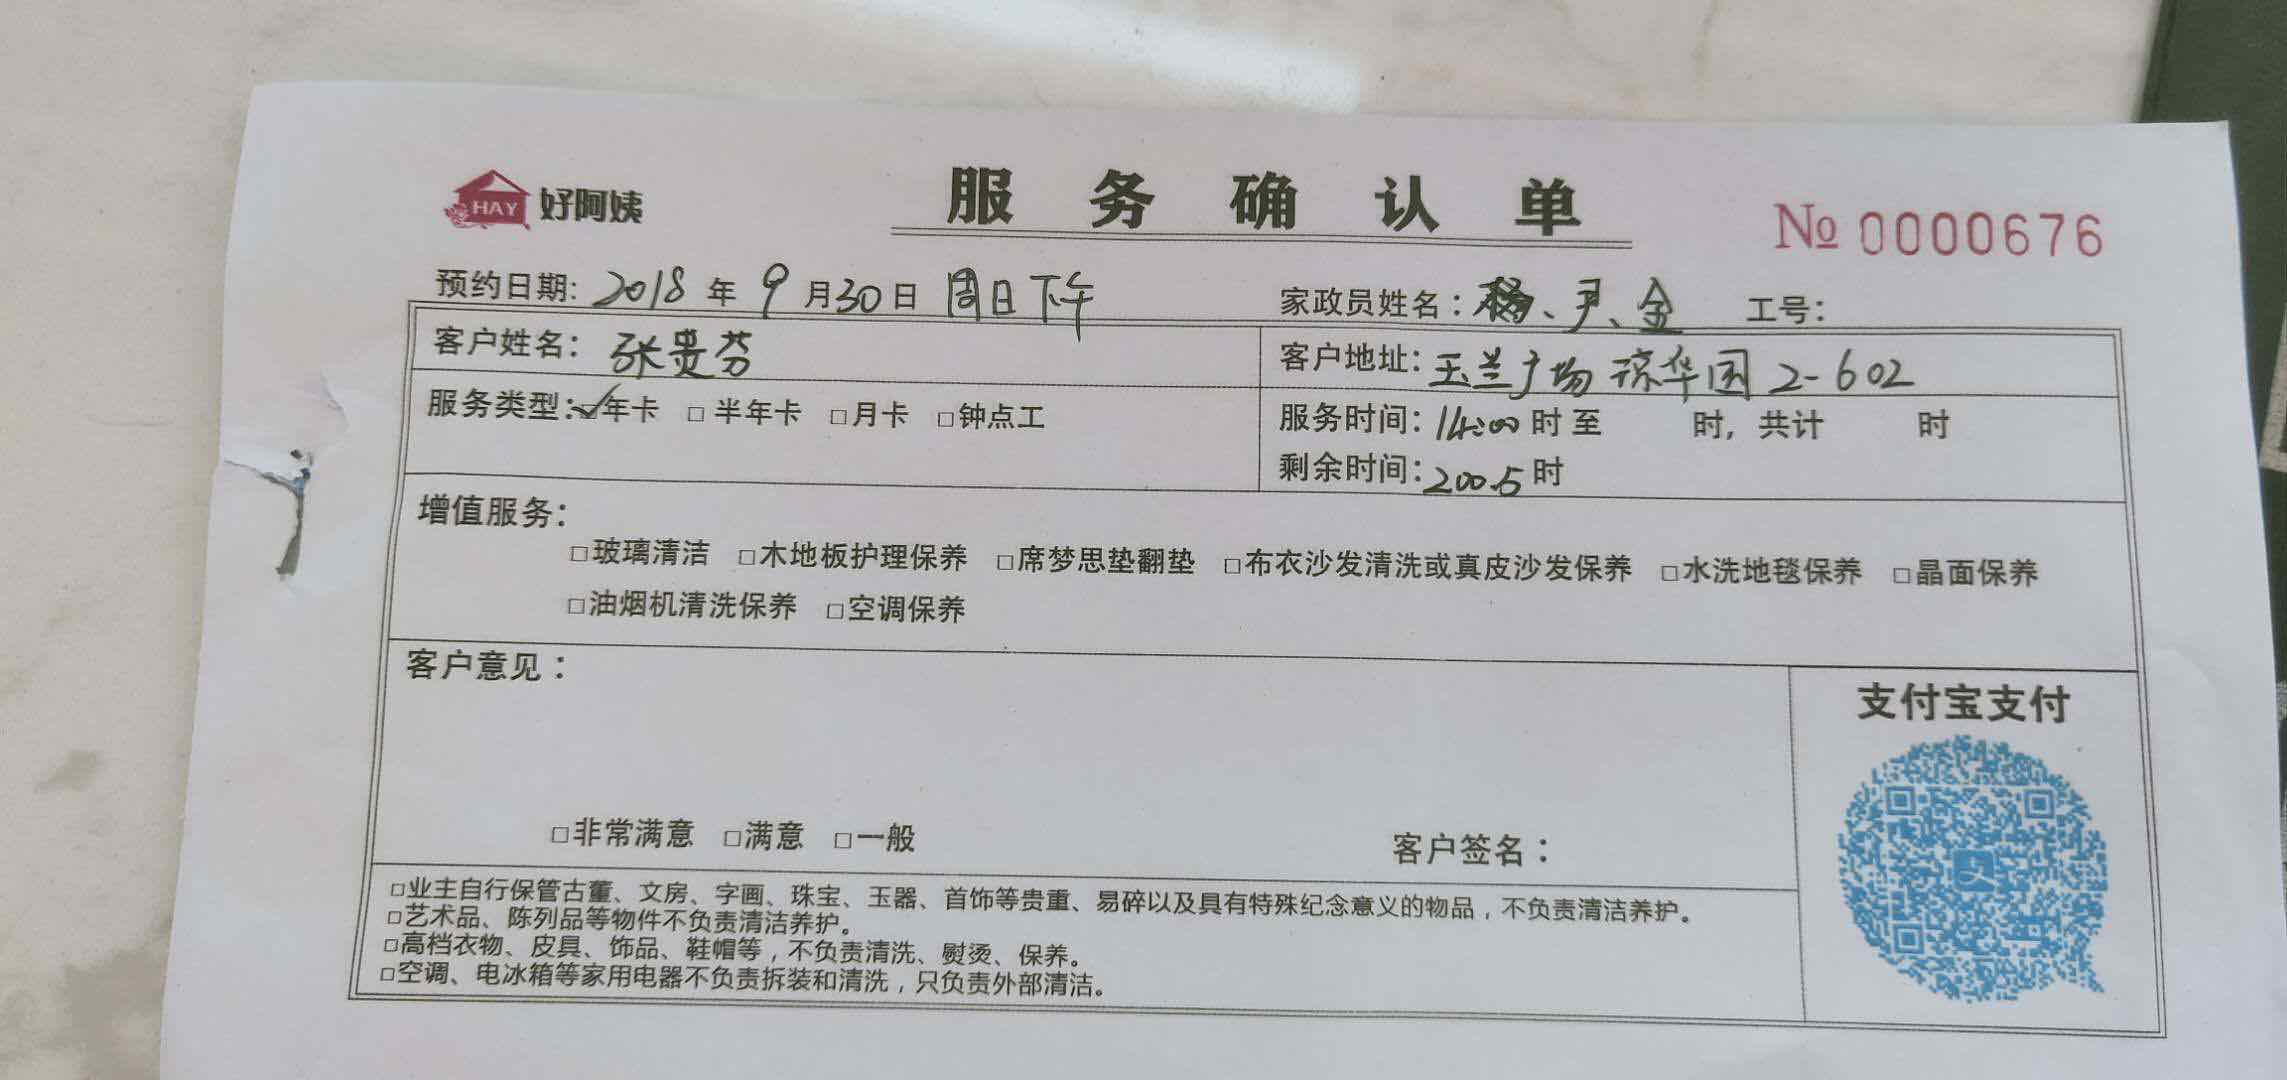 HAY 好阿姨 服务确认单 № 0000676
预约日期: 2018 年 9 月 30 日 周日下午 家政员姓名: 杨、尹、金 工号:
客户姓名: 张贵芬 客户地址: 玉兰广场 琼华园 2-602
服务类型: ☑年卡 □半年卡 □月卡 □钟点工 服务时间: 14:00 时至 时, 共计 时
剩余时间: 200.5 时
增值服务:
□玻璃清洁 □木地板护理保养 □席梦思垫翻垫 □布衣沙发清洗或真皮沙发保养 □水洗地毯保养 □晶面保养
□油烟机清洗保养 □空调保养
客户意见:
支付宝支付
□非常满意 □满意 □一般 客户签名:
□业主自行保管古董、文房、字画、珠宝、玉器、首饰等贵重、易碎以及具有特殊纪念意义的物品,不负责清洁养护。
□艺术品、陈列品等物件不负责清洁养护。
□高档衣物、皮具、饰品、鞋帽等,不负责清洗、熨烫、保养。
□空调、电冰箱等家用电器不负责拆装和清洗,只负责外部清洁。